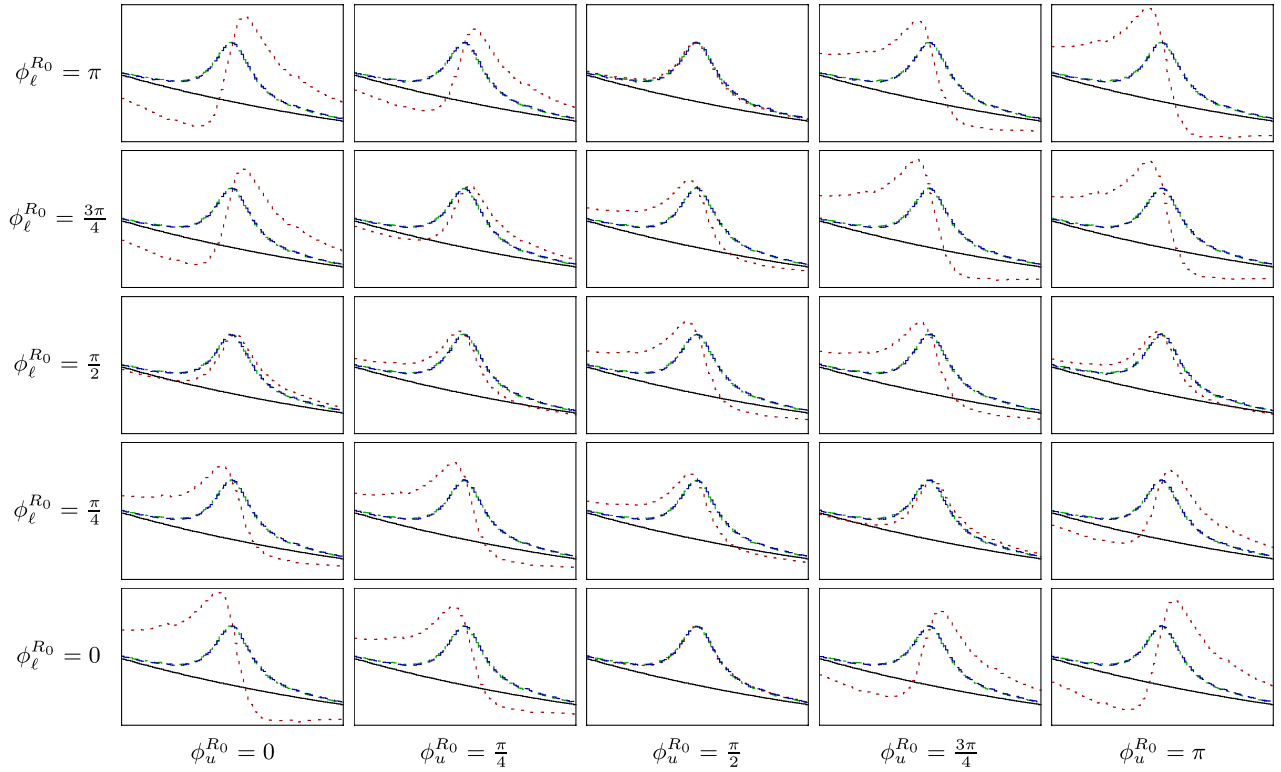 ϕ_ℓ^{R_0} = π
ϕ_ℓ^{R_0} = 3π/4
ϕ_ℓ^{R_0} = π/2
ϕ_ℓ^{R_0} = π/4
ϕ_ℓ^{R_0} = 0
ϕ_u^{R_0} = 0 ϕ_u^{R_0} = π/4 ϕ_u^{R_0} = π/2 ϕ_u^{R_0} = 3π/4 ϕ_u^{R_0} = π